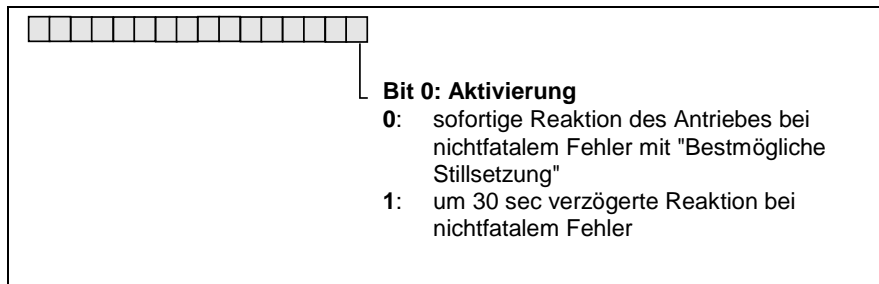 Bit 0: Aktivierung
0: sofortige Reaktion des Antriebes bei
nichtfatalem Fehler mit "Bestmögliche
Stillsetzung"
1: um 30 sec verzögerte Reaktion bei
nichtfatalem Fehler